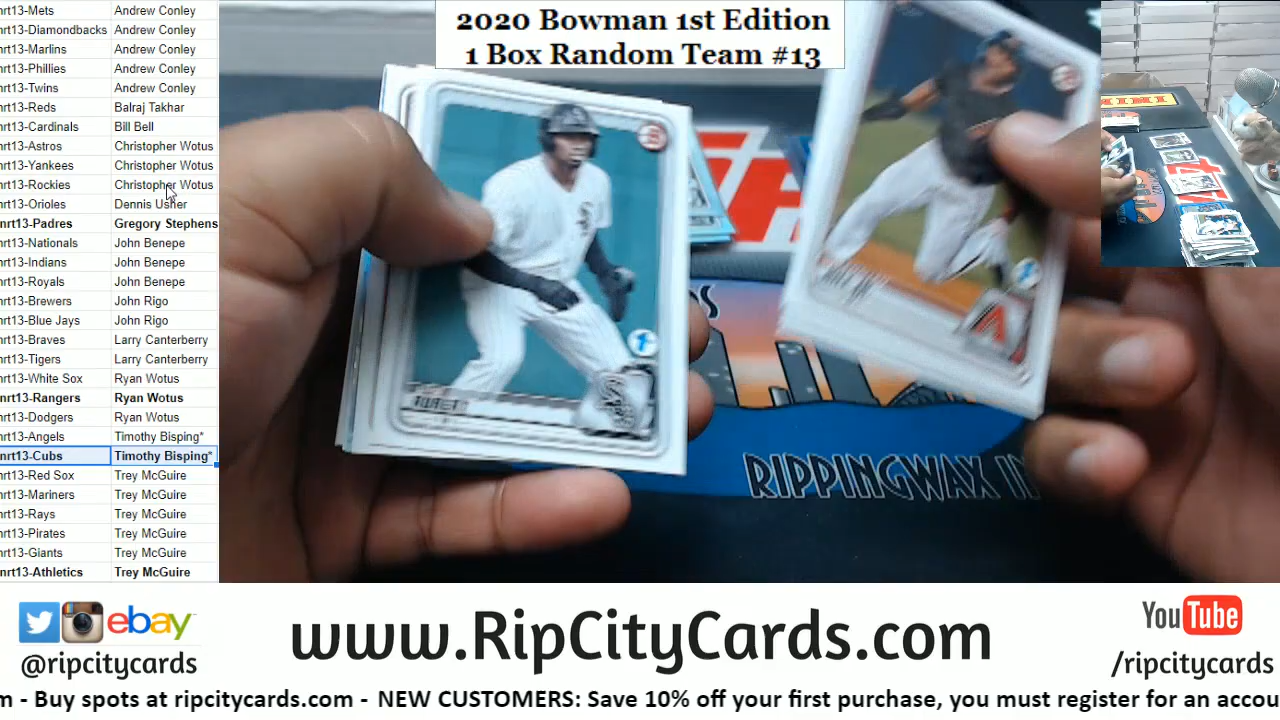 2020 Bowman 1st Edition
1 Box Random Team #13
nrt13-Mets Andrew Conley
nrt13-Diamondbacks Andrew Conley
nrt13-Marlins Andrew Conley
nrt13-Phillies Andrew Conley
nrt13-Twins Andrew Conley
nrt13-Reds Balraj Takhar
nrt13-Cardinals Bill Bell
nrt13-Astros Christopher Wotus
nrt13-Yankees Christopher Wotus
nrt13-Rockies Christopher Wotus
nrt13-Orioles Dennis Usher
nrt13-Padres Gregory Stephens
nrt13-Nationals John Benepe
nrt13-Indians John Benepe
nrt13-Royals John Benepe
nrt13-Brewers John Rigo
nrt13-Blue Jays John Rigo
nrt13-Braves Larry Canterberry
nrt13-Tigers Larry Canterberry
nrt13-White Sox Ryan Wotus
nrt13-Rangers Ryan Wotus
nrt13-Dodgers Ryan Wotus
nrt13-Angels Timothy Bisping*
nrt13-Cubs Timothy Bisping*
nrt13-Red Sox Trey McGuire
nrt13-Mariners Trey McGuire
nrt13-Rays Trey McGuire
nrt13-Pirates Trey McGuire
nrt13-Giants Trey McGuire
nrt13-Athletics Trey McGuire
RIPPINGWAX IN
ebay
@ripcitycards
www.RipCityCards.com
YouTube
/ripcitycards
m - Buy spots at ripcitycards.com - NEW CUSTOMERS: Save 10% off your first purchase, you must register for an accou